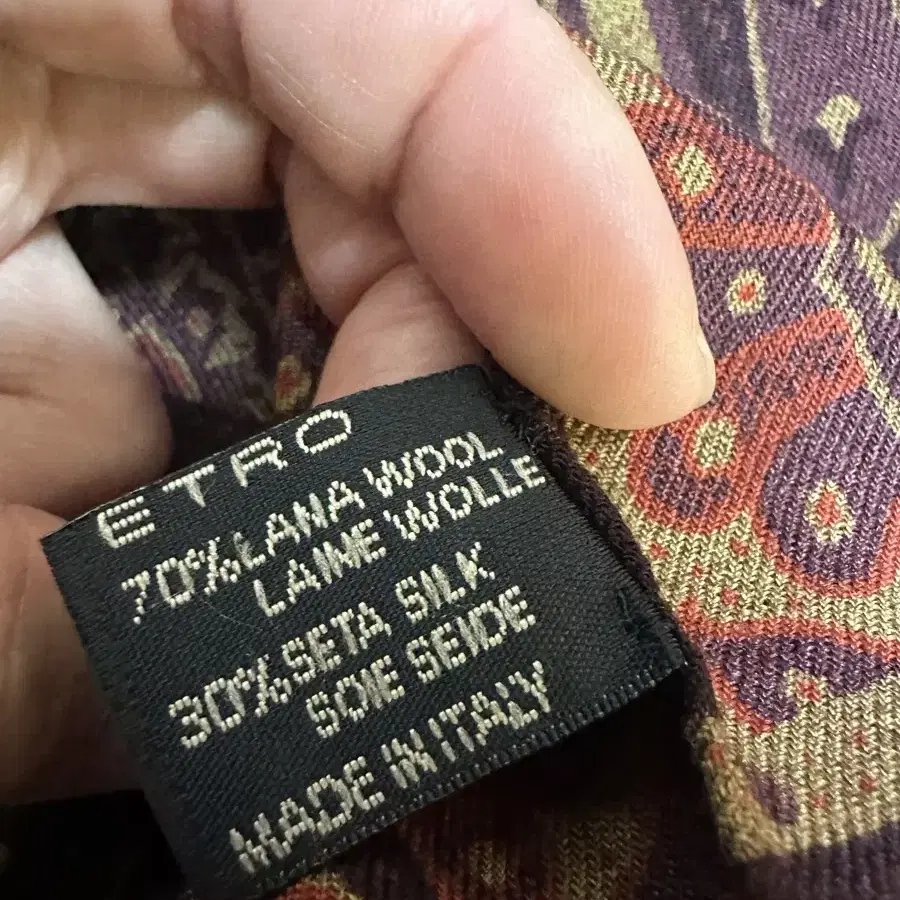 ETRO
70%LANA WOOL
LAINE WOLLE
30%SETA SILK
SOIE SEIDE
MADE IN ITALY